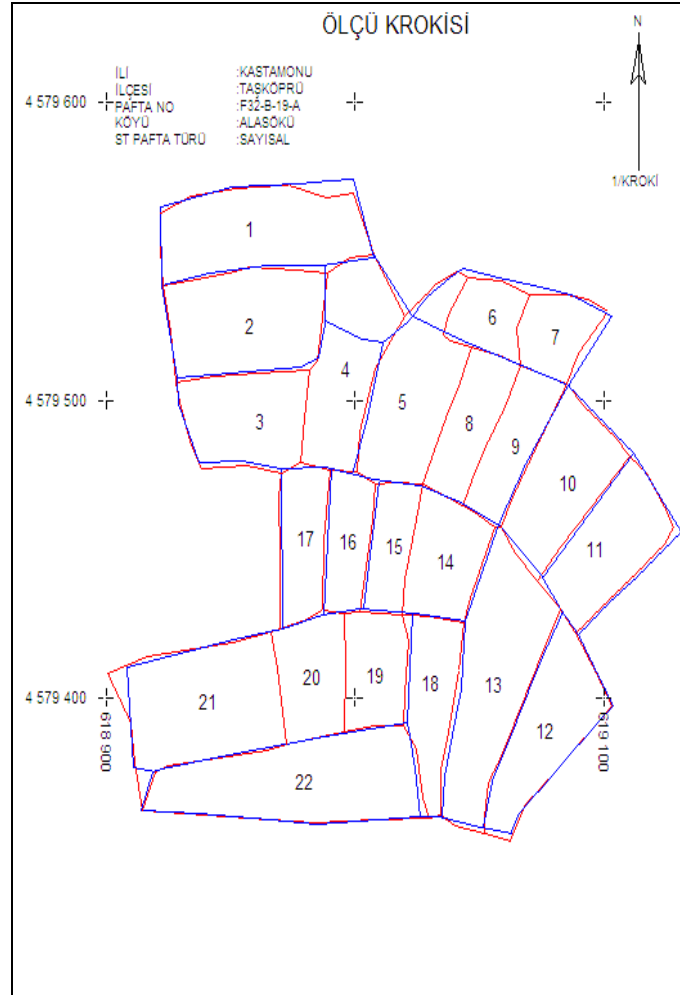 ÖLÇÜ KROKİSİ
N
İLİ :KASTAMONU
İLÇESİ :TAŞKÖPRÜ
PAFTA NO :F32-B-19-A
KÖYÜ :ALASÖKÜ
ST PAFTA TÜRÜ :SAYISAL
1/KROKİ
4 579 600
1
2
6
7
4
3
5
8
9
4 579 500
10
11
17
16
15
14
13
12
18
19
20
21
22
4 579 400
618 900
619 100